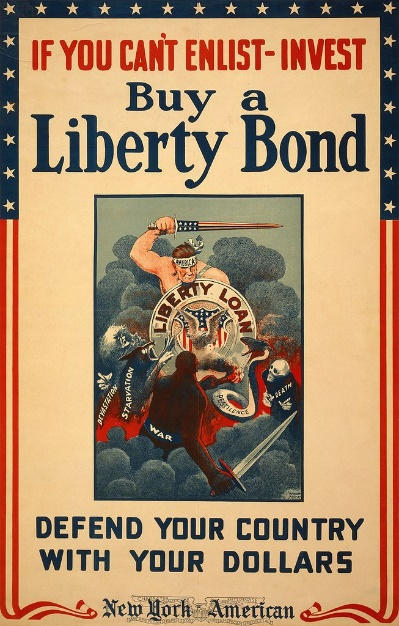 IF YOU CAN'T ENLIST - INVEST
Buy a
Liberty Bond
AMERICA
LIBERTY LOAN
DEVASTATION
STARVATION
WAR
PESTILENCE
DEATH
DEFEND YOUR COUNTRY
WITH YOUR DOLLARS
New York American